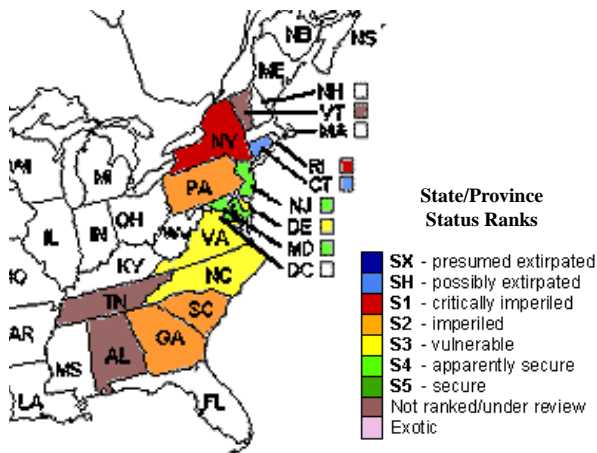 NB
NS
ME
NH
VT
MA
NY
RI
CT
PA
MI
NJ
OH
DE
IL
IN
VA
MD
DC
KY
NC
TN
AR
SC
GA
AL
MS
LA
FL
State/Province
Status Ranks
SX - presumed extirpated
SH - possibly extirpated
S1 - critically imperiled
S2 - imperiled
S3 - vulnerable
S4 - apparently secure
S5 - secure
Not ranked/under review
Exotic